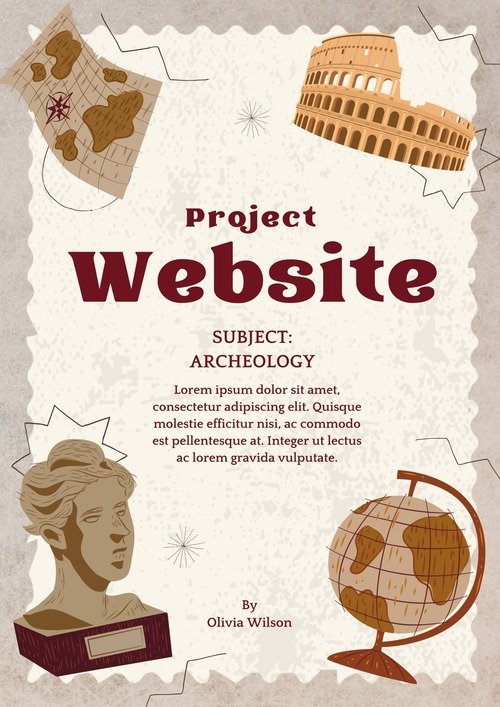 Project
Website
SUBJECT:
ARCHEOLOGY
Lorem ipsum dolor sit amet,
consectetur adipiscing elit. Quisque
molestie efficitur nisi, ac commodo
est pellentesque at. Integer ut lectus
ac lorem gravida vulputate.
By
Olivia Wilson